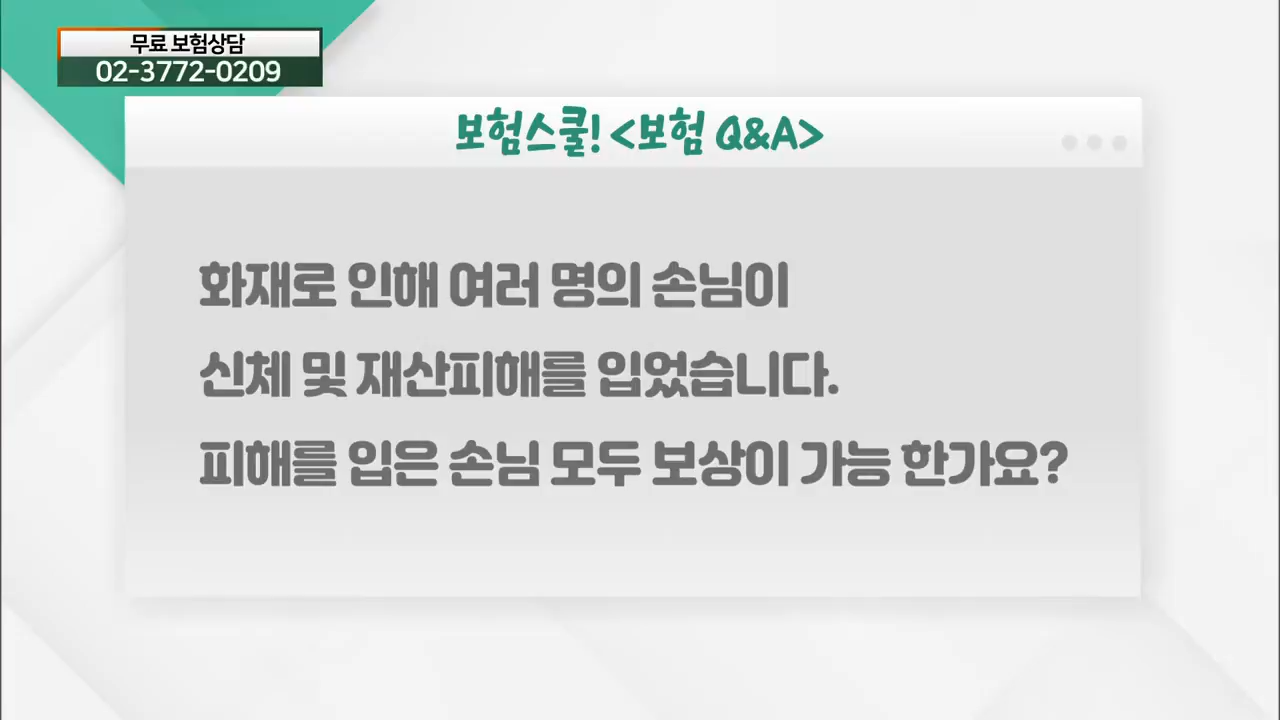 무료 보험상담
02-3772-0209
보험스쿨! <보험 Q&A>
화재로 인해 여러 명의 손님이
신체 및 재산피해를 입었습니다.
피해를 입은 손님 모두 보상이 가능 한가요?